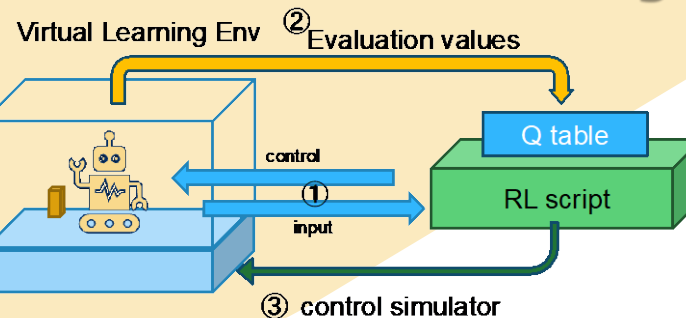 Virtual Learning Env
②
Evaluation values
Q table
control
①
RL script
input
③ control simulator